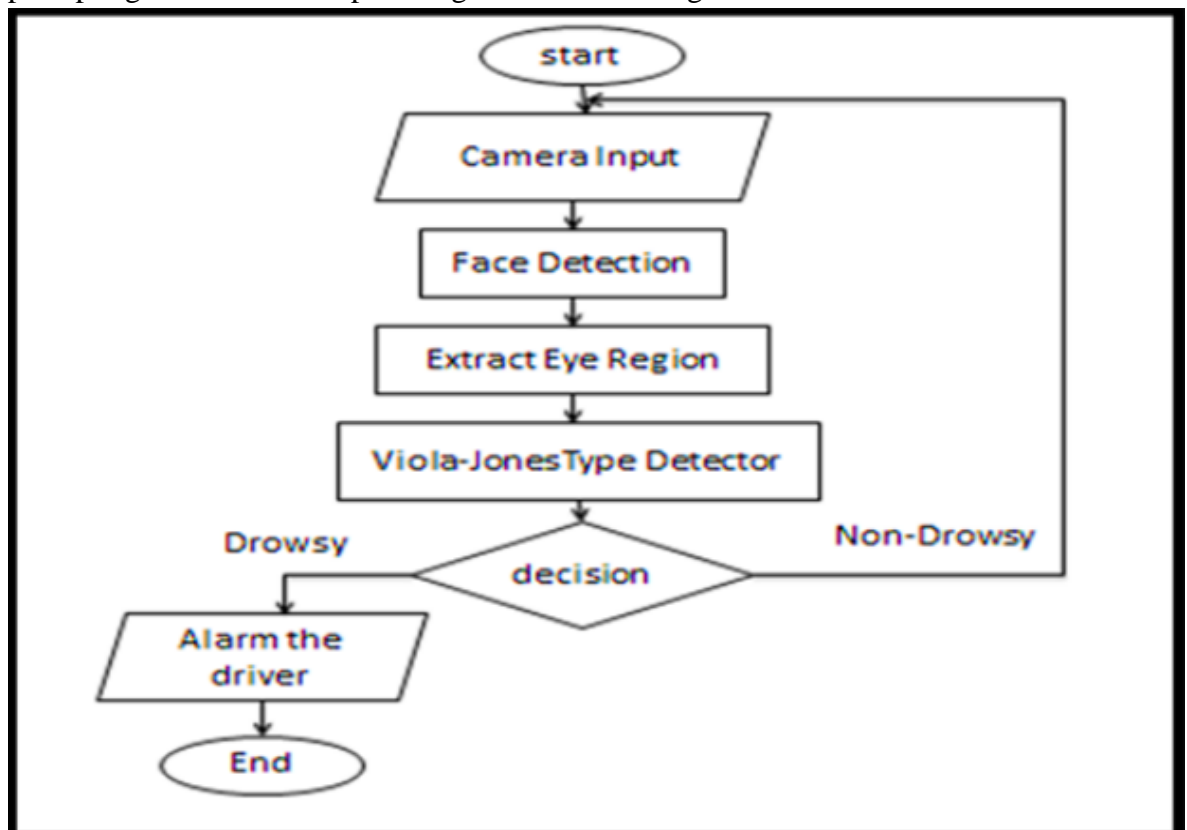 start
Camera Input
Face Detection
Extract Eye Region
Viola-JonesType Detector
Drowsy
Non-Drowsy
decision
Alarm the
driver
End